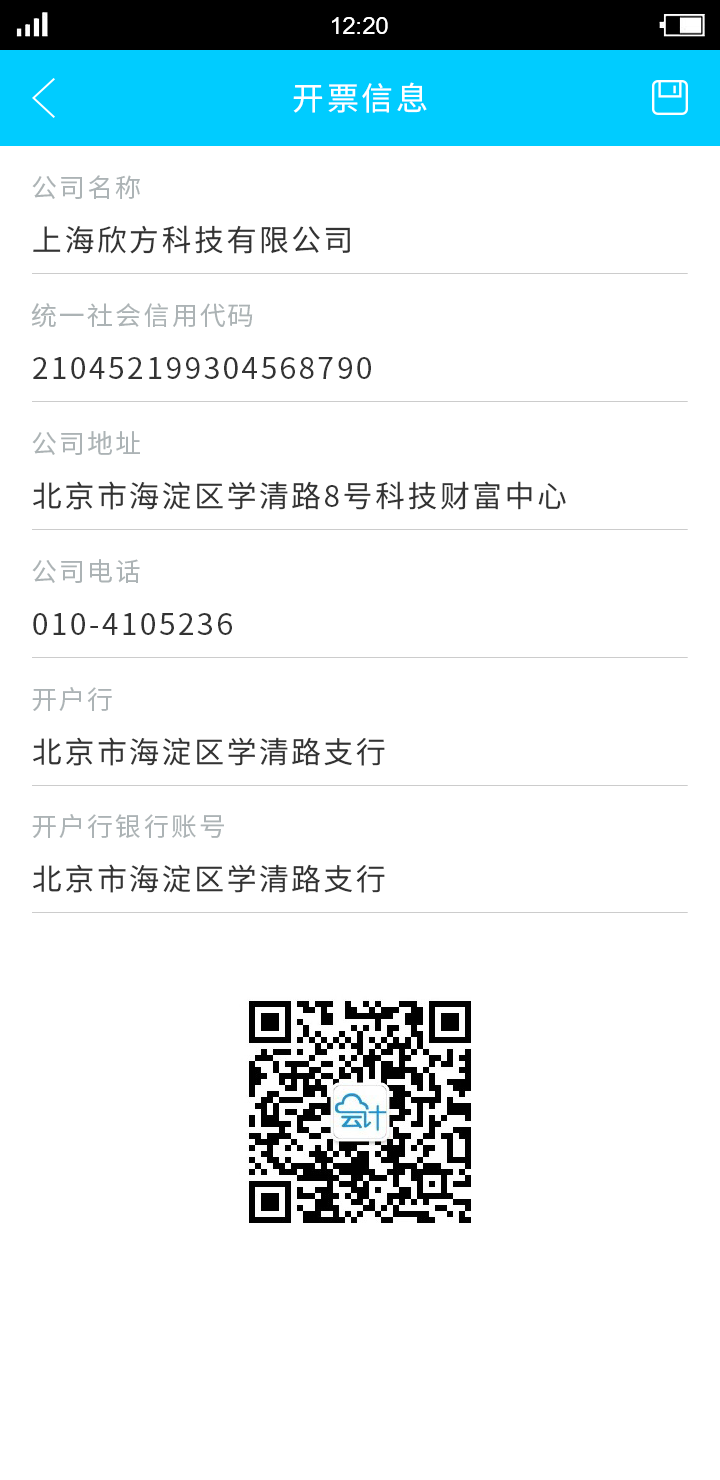 12:20
开票信息
公司名称
上海欣方科技有限公司
统一社会信用代码
210452199304568790
公司地址
北京市海淀区学清路8号科技财富中心
公司电话
010-4105236
开户行
北京市海淀区学清路支行
开户行银行账号
北京市海淀区学清路支行
云计